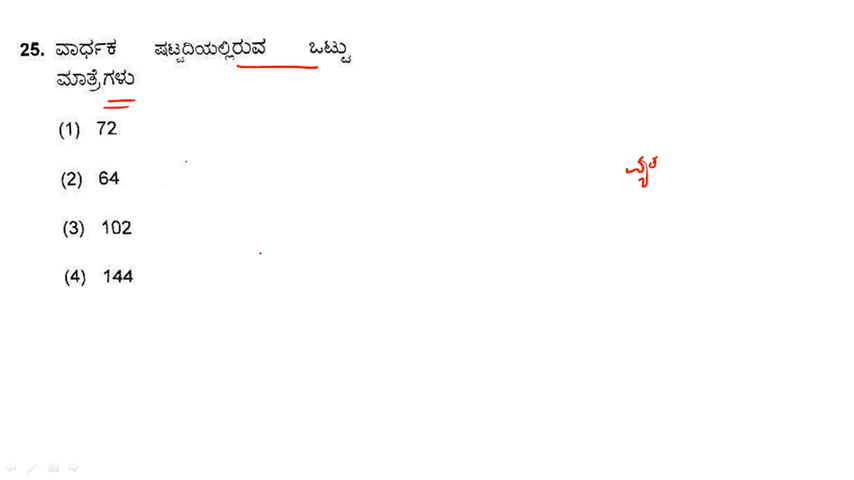 25. ವಾರ್ಧಕ ಷಟ್ಪದಿಯಲ್ಲಿರುವ ಒಟ್ಟು
ಮಾತ್ರೆಗಳು
(1) 72
(2) 64
(3) 102
(4) 144